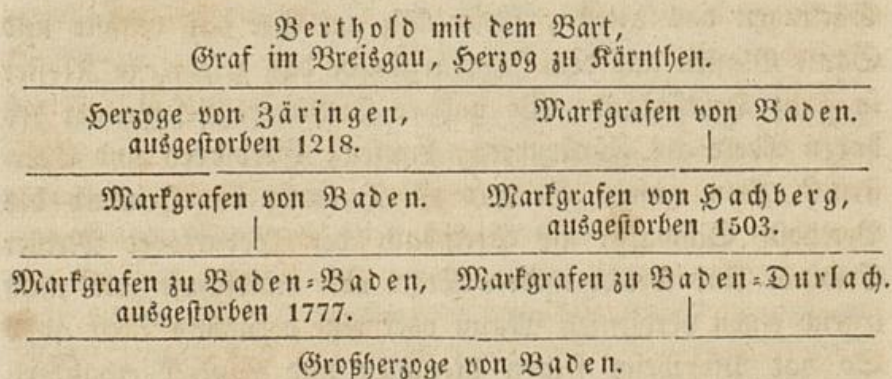 Berthold mit dem Bart,
Graf im Breisgau, Herzog zu Kärnthen.
Herzoge von Zäringen,
ausgestorben 1218.
Markgrafen von Baden.
Markgrafen von Baden.
Markgrafen von Hachberg,
ausgestorben 1503.
Markgrafen zu Baden-Baden,
ausgestorben 1777.
Markgrafen zu Baden-Durlach.
Großherzoge von Baden.